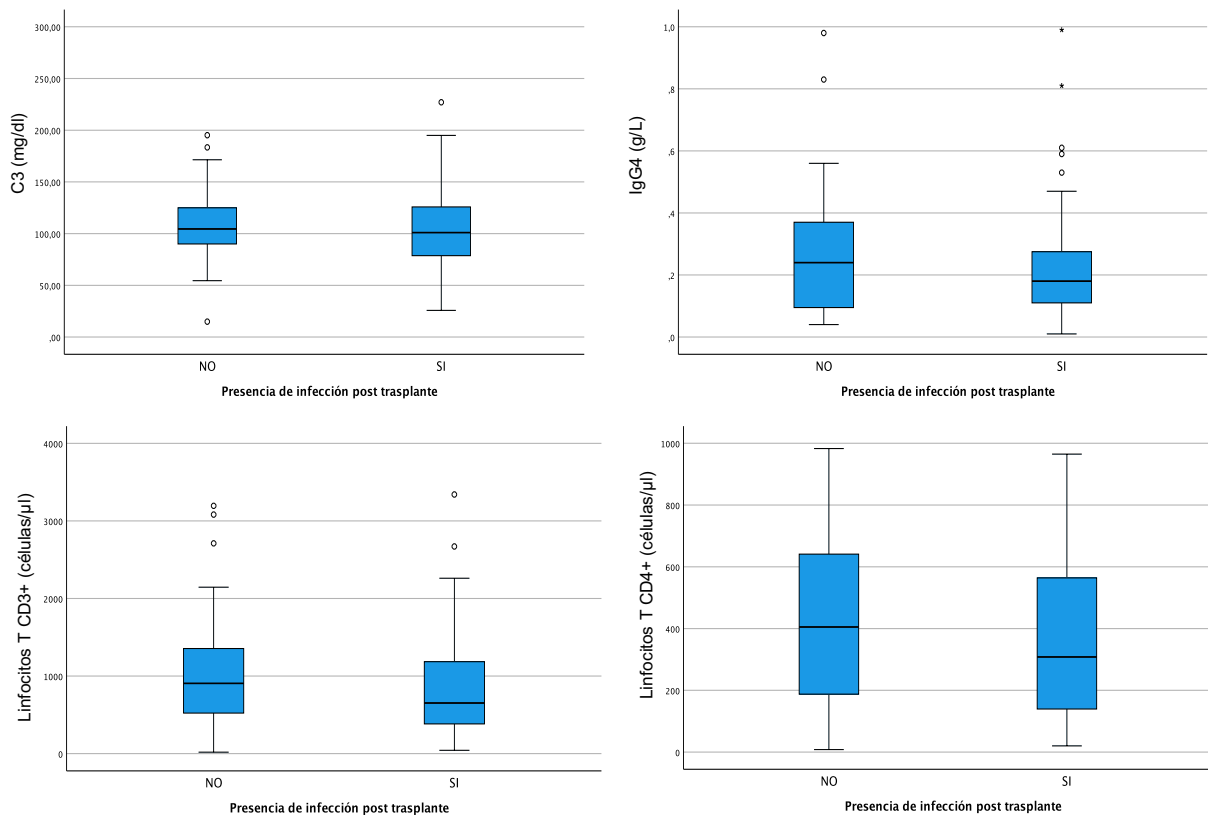 C3 (mg/dl)
300,00
250,00
200,00
150,00
100,00
50,00
,00
NO
SI
Presencia de infección post trasplante
IgG4 (g/L)
1,0
,8
,6
,4
,2
,0
NO
SI
Presencia de infección post trasplante
Linfocitos T CD3+ (células/µl)
4000
3000
2000
1000
0
NO
SI
Presencia de infección post trasplante
Linfocitos T CD4+ (células/µl)
1000
800
600
400
200
0
NO
SI
Presencia de infección post trasplante